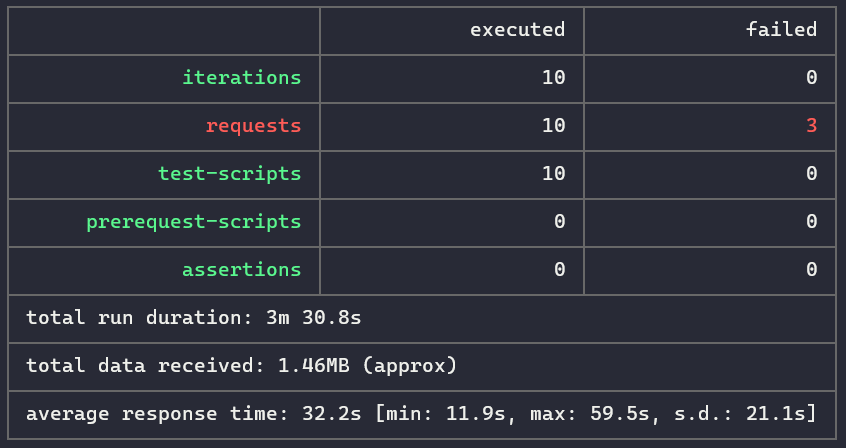 executed failed
iterations 10 0
requests 10 3
test-scripts 10 0
prerequest-scripts 0 0
assertions 0 0
total run duration: 3m 30.8s
total data received: 1.46MB (approx)
average response time: 32.2s [min: 11.9s, max: 59.5s, s.d.: 21.1s]